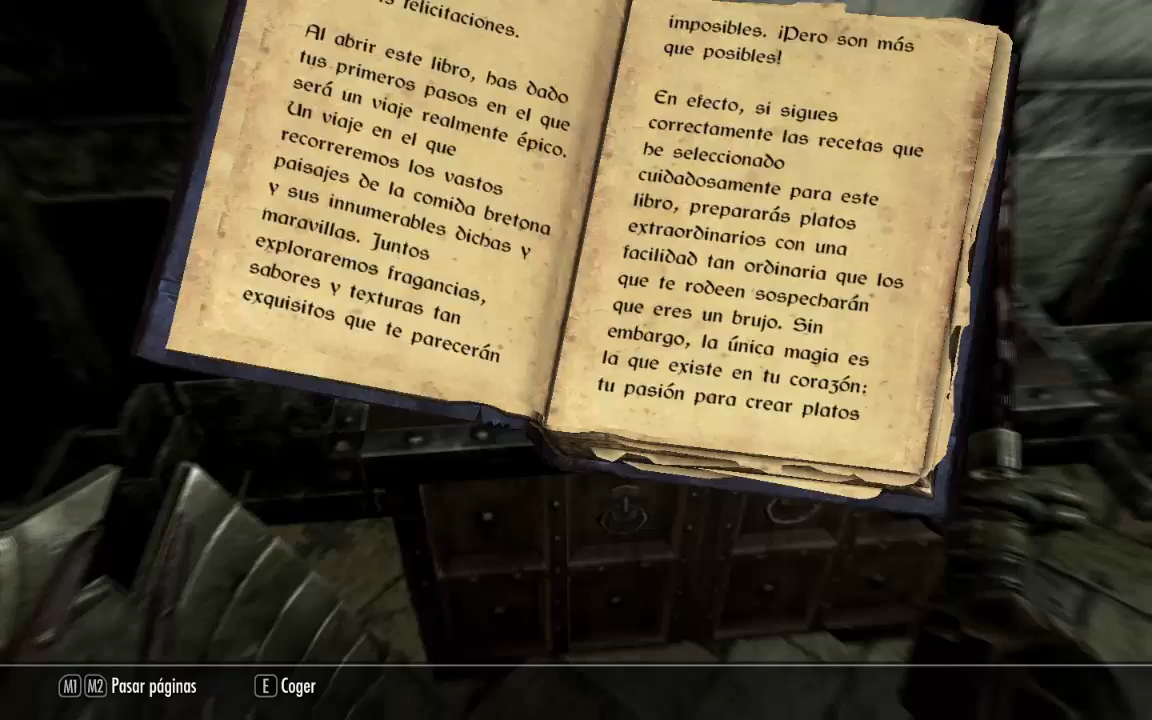 felicitaciones.
Al abrir este libro, has dado
tus primeros pasos en el que
será un viaje realmente épico.
Un viaje en el que
recorreremos los vastos
paisajes de la comida bretona
y sus innumerables dichas y
maravillas. Juntos
exploraremos fragancias,
sabores y texturas tan
exquisitos que te parecerán
imposibles. ¡Pero son más
que posibles!
En efecto, si sigues
correctamente las recetas que
he seleccionado
cuidadosamente para este
libro, prepararás platos
extraordinarios con una
facilidad tan ordinaria que los
que te rodeen sospecharán
que eres un brujo. Sin
embargo, la única magia es
la que existe en tu corazón:
tu pasión para crear platos
M1 M2 Pasar páginas
E Coger